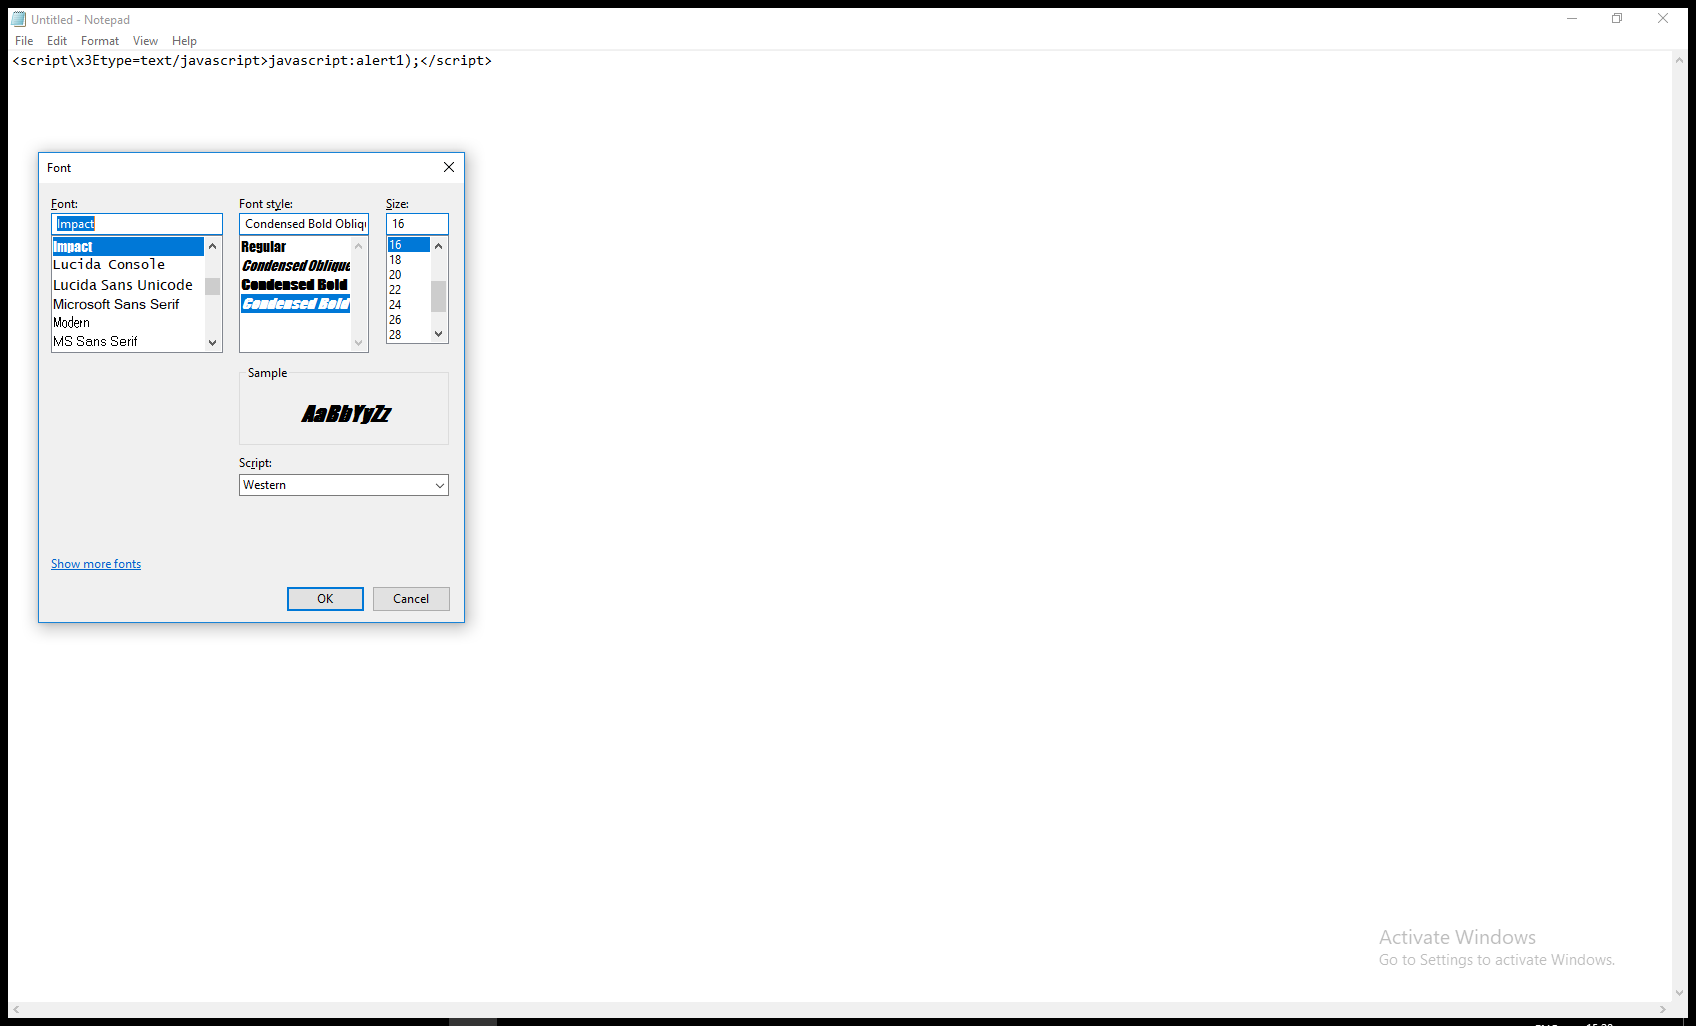 Untitled - Notepad
File Edit Format View Help
<script\x3Etype=text/javascript>javascript:alert1);</script>
Font
Font: Font style: Size:
Impact Condensed Bold Obliq 16
Impact Regular 16
Lucida Console Condensed Oblique 18
Lucida Sans Unicode Condensed Bold 20
Microsoft Sans Serif Condensed Bold 22
Modern 24
MS Sans Serif 26
28
Sample
AaBbYyZz
Script:
Western
Show more fonts
OK Cancel
Activate Windows
Go to Settings to activate Windows.